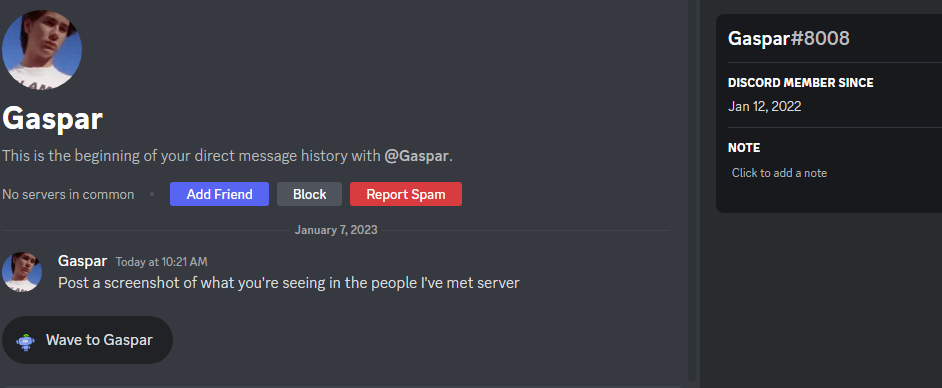 Gaspar
This is the beginning of your direct message history with @Gaspar.
No servers in common • Add Friend Block Report Spam
January 7, 2023
Gaspar Today at 10:21 AM
Post a screenshot of what you're seeing in the people I've met server
Wave to Gaspar
Gaspar#8008
DISCORD MEMBER SINCE
Jan 12, 2022
NOTE
Click to add a note